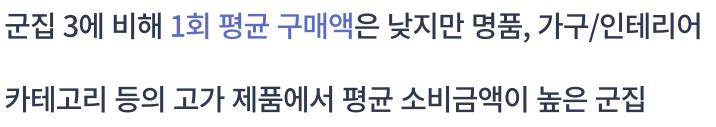 군집 3에 비해 1회 평균 구매액은 낮지만 명품, 가구/인테리어
카테고리 등의 고가 제품에서 평균 소비금액이 높은 군집